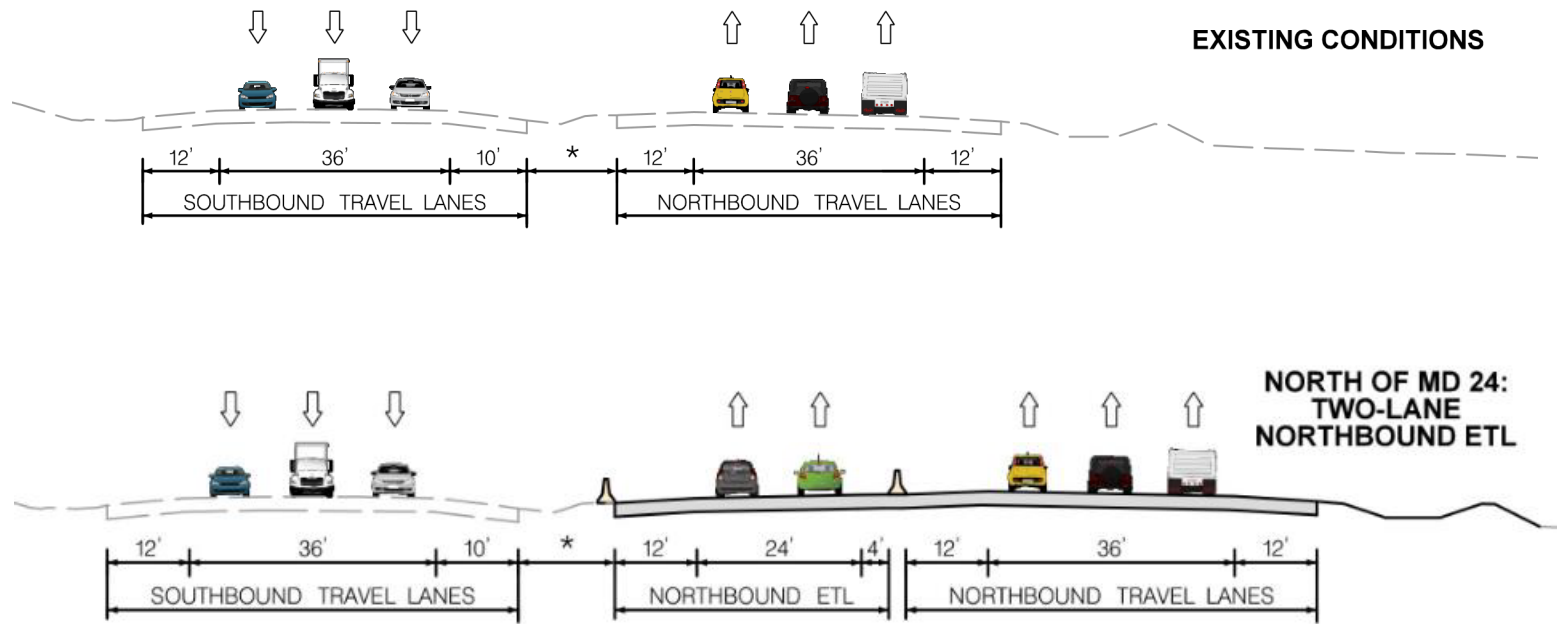 EXISTING CONDITIONS
12' 36' 10' * 12' 36' 12'
SOUTHBOUND TRAVEL LANES NORTHBOUND TRAVEL LANES
NORTH OF MD 24:
TWO-LANE
NORTHBOUND ETL
12' 36' 10' * 12' 24' 4' 12' 36' 12'
SOUTHBOUND TRAVEL LANES NORTHBOUND ETL NORTHBOUND TRAVEL LANES